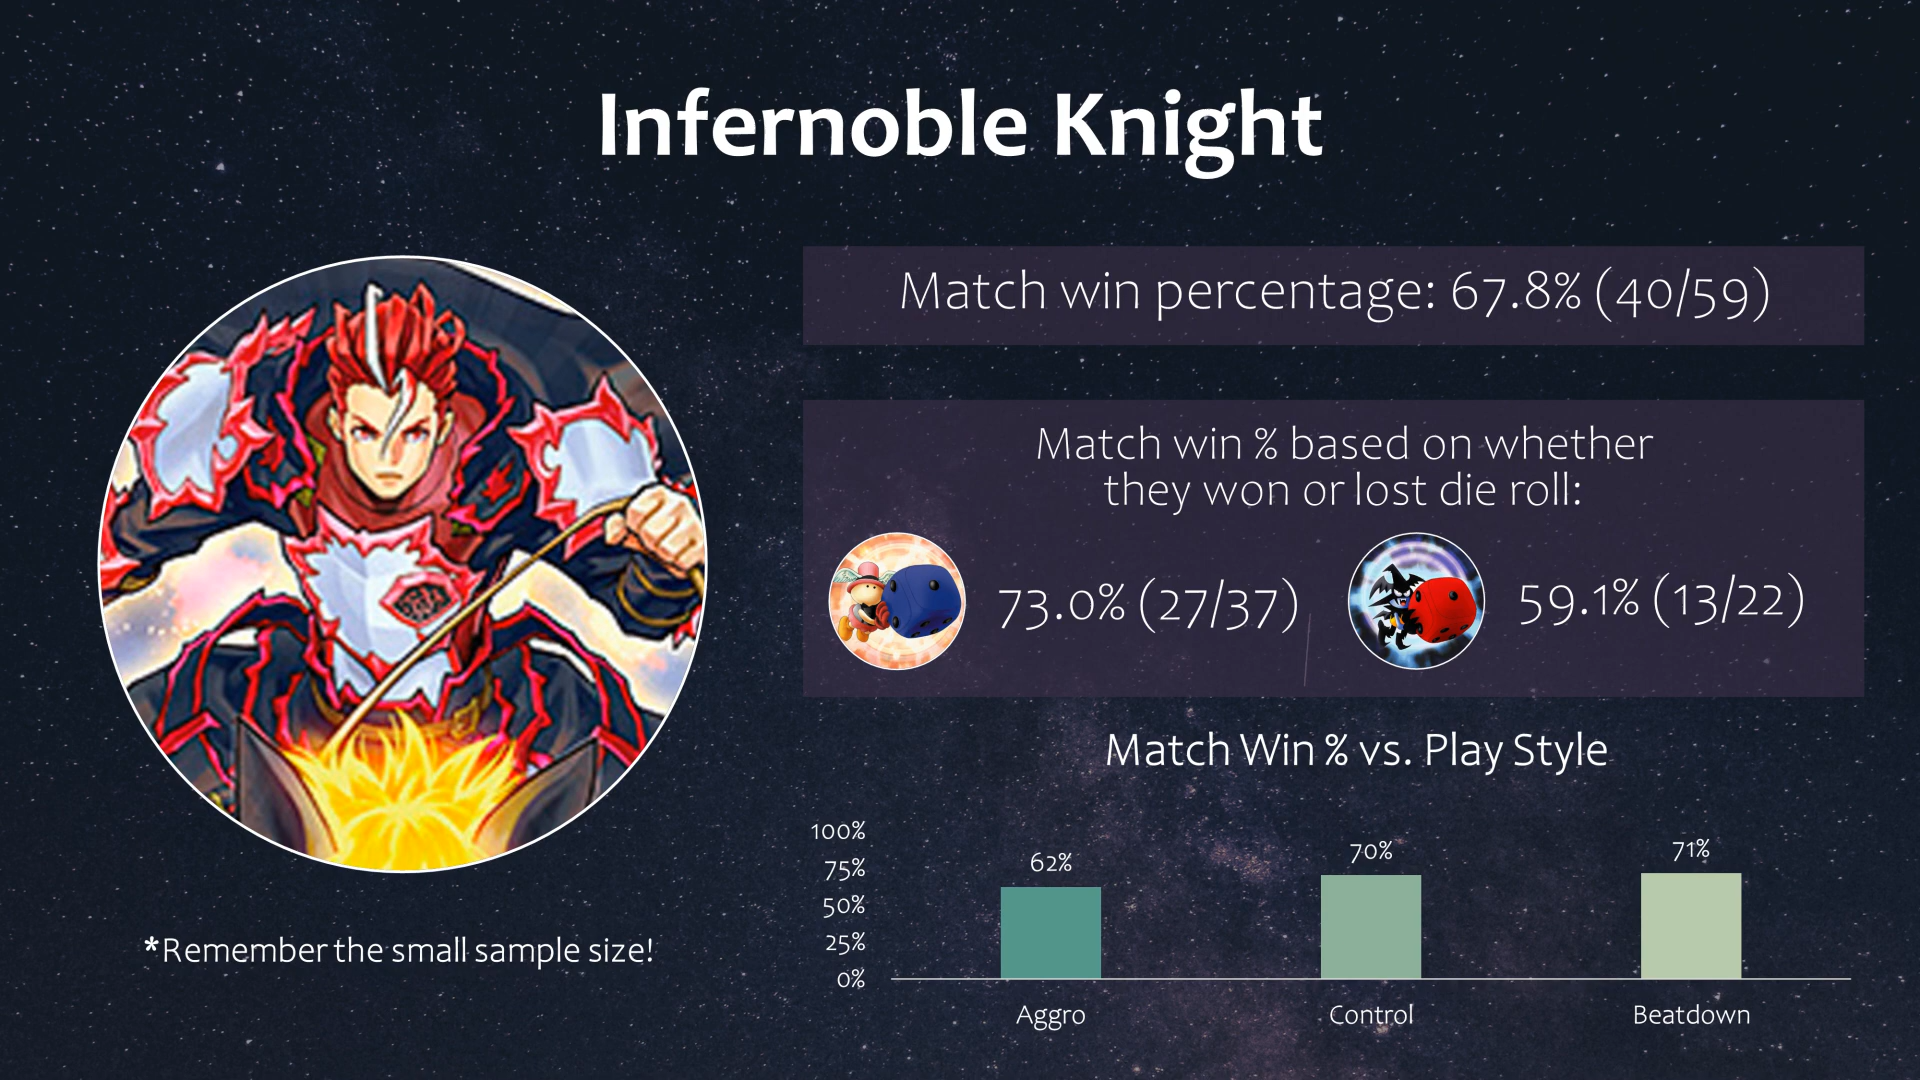 Infernoble Knight
Match win percentage: 67.8% (40/59)
Match win % based on whether
they won or lost die roll:
73.0% (27/37)
59.1% (13/22)
Match Win % vs. Play Style
100%
75%
50%
25%
0%
62%
70%
71%
Aggro
Control
Beatdown
*Remember the small sample size!